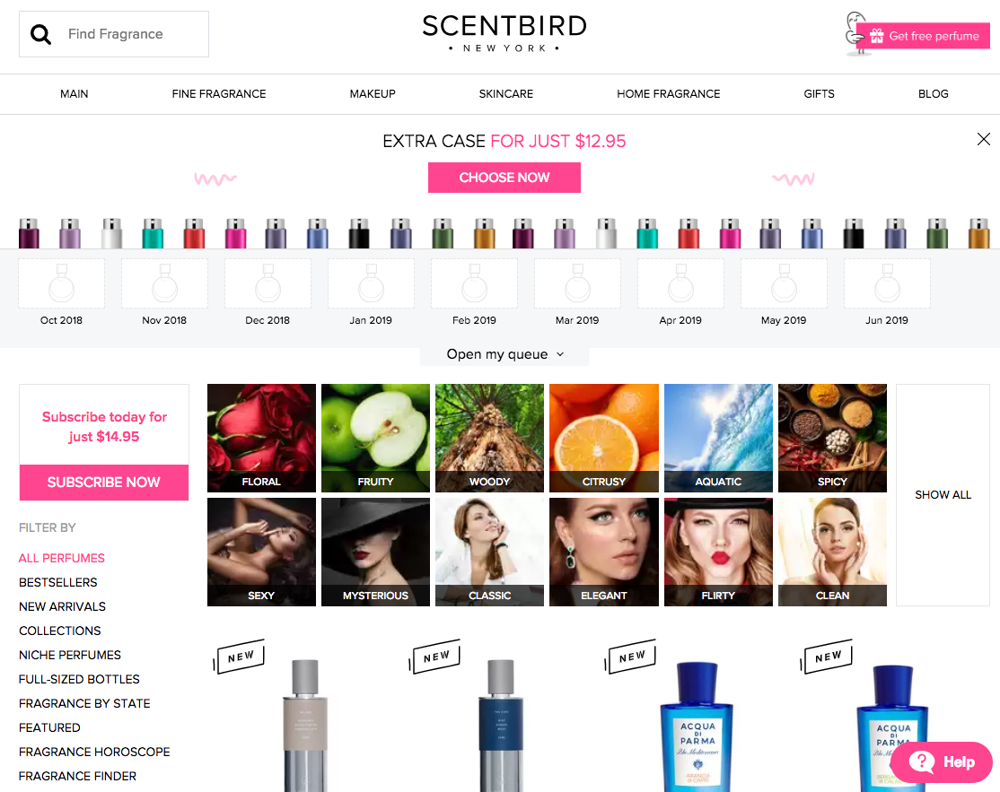 Find Fragrance
SCENTBIRD
• NEW YORK •
Get free perfume
MAIN
FINE FRAGRANCE
MAKEUP
SKINCARE
HOME FRAGRANCE
GIFTS
BLOG
EXTRA CASE FOR JUST $12.95
CHOOSE NOW
Oct 2018
Nov 2018
Dec 2018
Jan 2019
Feb 2019
Mar 2019
Apr 2019
May 2019
Jun 2019
Open my queue
Subscribe today for
just $14.95
SUBSCRIBE NOW
FLORAL
FRUITY
WOODY
CITRUSY
AQUATIC
SPICY
SEXY
MYSTERIOUS
CLASSIC
ELEGANT
FLIRTY
CLEAN
SHOW ALL
FILTER BY
ALL PERFUMES
BESTSELLERS
NEW ARRIVALS
COLLECTIONS
NICHE PERFUMES
FULL-SIZED BOTTLES
FRAGRANCE BY STATE
FEATURED
FRAGRANCE HOROSCOPE
FRAGRANCE FINDER
NEW
NEW
NEW
NEW
ACQUA
DI
PARMA
Blu Mediterraneo
ARANCIA
di CAPRI
ACQUA
DI
PARMA
Blu Mediterraneo
Help